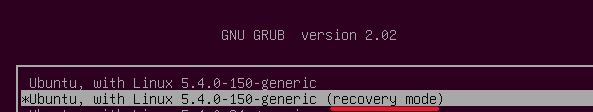 GNU GRUB version 2.02
Ubuntu, with Linux 5.4.0-150-generic
*Ubuntu, with Linux 5.4.0-150-generic (recovery mode)